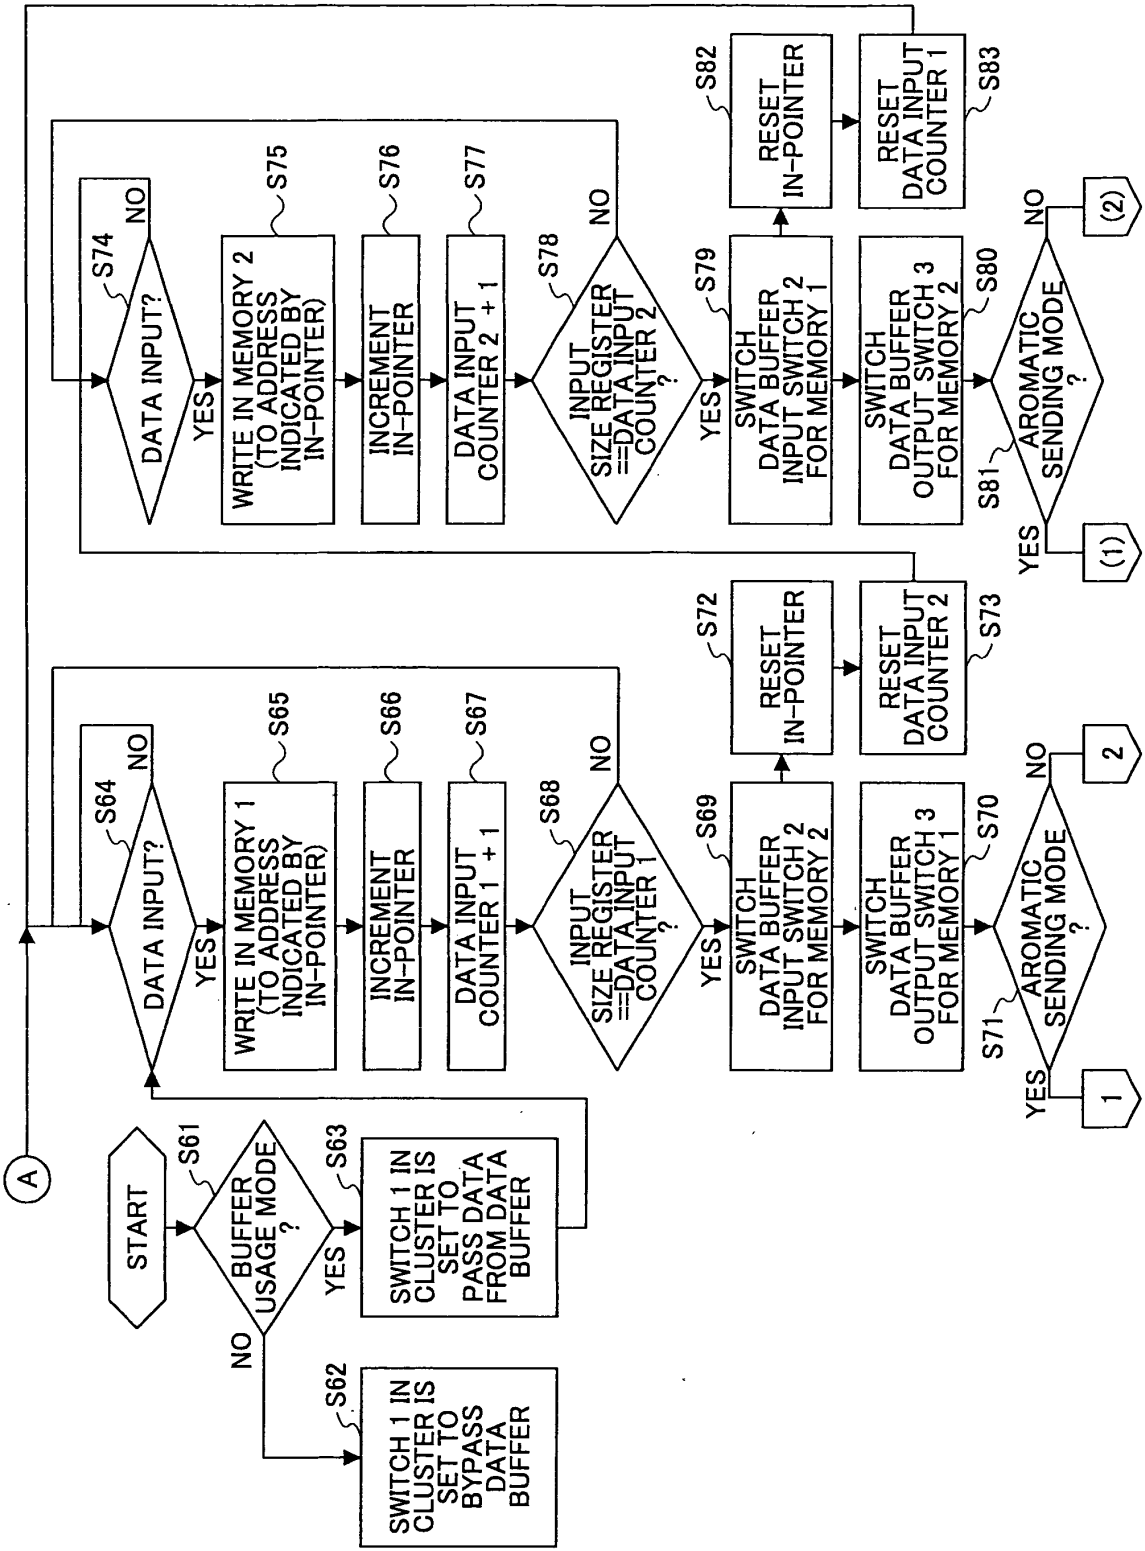 A
START
S61
BUFFER
USAGE MODE
?
NO
YES
S62
SWITCH 1 IN
CLUSTER IS
SET TO
BYPASS
DATA
BUFFER
S63
SWITCH 1 IN
CLUSTER IS
SET TO
PASS DATA
FROM DATA
BUFFER
S64
DATA INPUT?
NO
YES
S65
WRITE IN MEMORY 1
(TO ADDRESS
INDICATED BY
IN-POINTER)
S66
INCREMENT
IN-POINTER
S67
DATA INPUT
COUNTER 1 + 1
S68
INPUT
SIZE REGISTER
==DATA INPUT
COUNTER 1
?
NO
YES
S69
SWITCH
DATA BUFFER
INPUT SWITCH 2
FOR MEMORY 2
S72
RESET
IN-POINTER
S70
SWITCH
DATA BUFFER
OUTPUT SWITCH 3
FOR MEMORY 1
RESET
DATA INPUT
COUNTER 2
S73
S71
AROMATIC
SENDING MODE
?
YES
NO
1
2
S74
DATA INPUT?
NO
YES
S75
WRITE IN MEMORY 2
(TO ADDRESS
INDICATED BY
IN-POINTER)
S76
INCREMENT
IN-POINTER
S77
DATA INPUT
COUNTER 2 + 1
S78
INPUT
SIZE REGISTER
==DATA INPUT
COUNTER 2
?
NO
YES
S79
SWITCH
DATA BUFFER
INPUT SWITCH 2
FOR MEMORY 1
S82
RESET
IN-POINTER
SWITCH
DATA BUFFER
OUTPUT SWITCH 3
FOR MEMORY 2
S80
RESET
DATA INPUT
COUNTER 1
S83
S81
AROMATIC
SENDING MODE
?
YES
NO
(1)
(2)